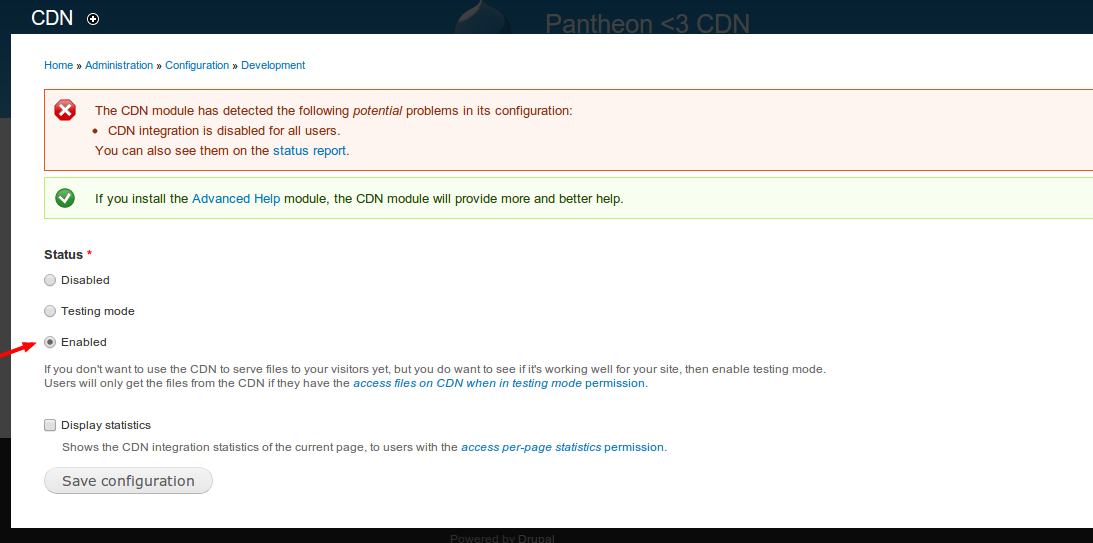 CDN
Pantheon <3 CDN
Home » Administration » Configuration » Development
The CDN module has detected the following potential problems in its configuration:
• CDN integration is disabled for all users.
You can also see them on the status report.
If you install the Advanced Help module, the CDN module will provide more and better help.
Status *
Disabled
Testing mode
Enabled
If you don't want to use the CDN to serve files to your visitors yet, but you do want to see if it's working well for your site, then enable testing mode.
Users will only get the files from the CDN if they have the access files on CDN when in testing mode permission.
Display statistics
Shows the CDN integration statistics of the current page, to users with the access per-page statistics permission.
Save configuration
Powered by Drupal